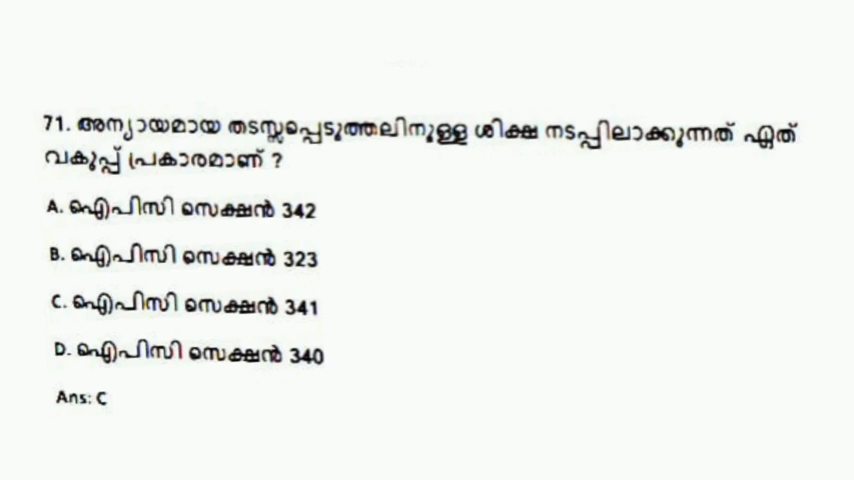 71. അന്യായമായ തടസ്സപ്പെടുത്തലിനുള്ള ശിക്ഷ നടപ്പിലാക്കുന്നത് ഏത്
വകുപ്പ് പ്രകാരമാണ് ?
A. ഐപിസി സെക്ഷൻ 342
B. ഐപിസി സെക്ഷൻ 323
C. ഐപിസി സെക്ഷൻ 341
D. ഐപിസി സെക്ഷൻ 340
Ans: C